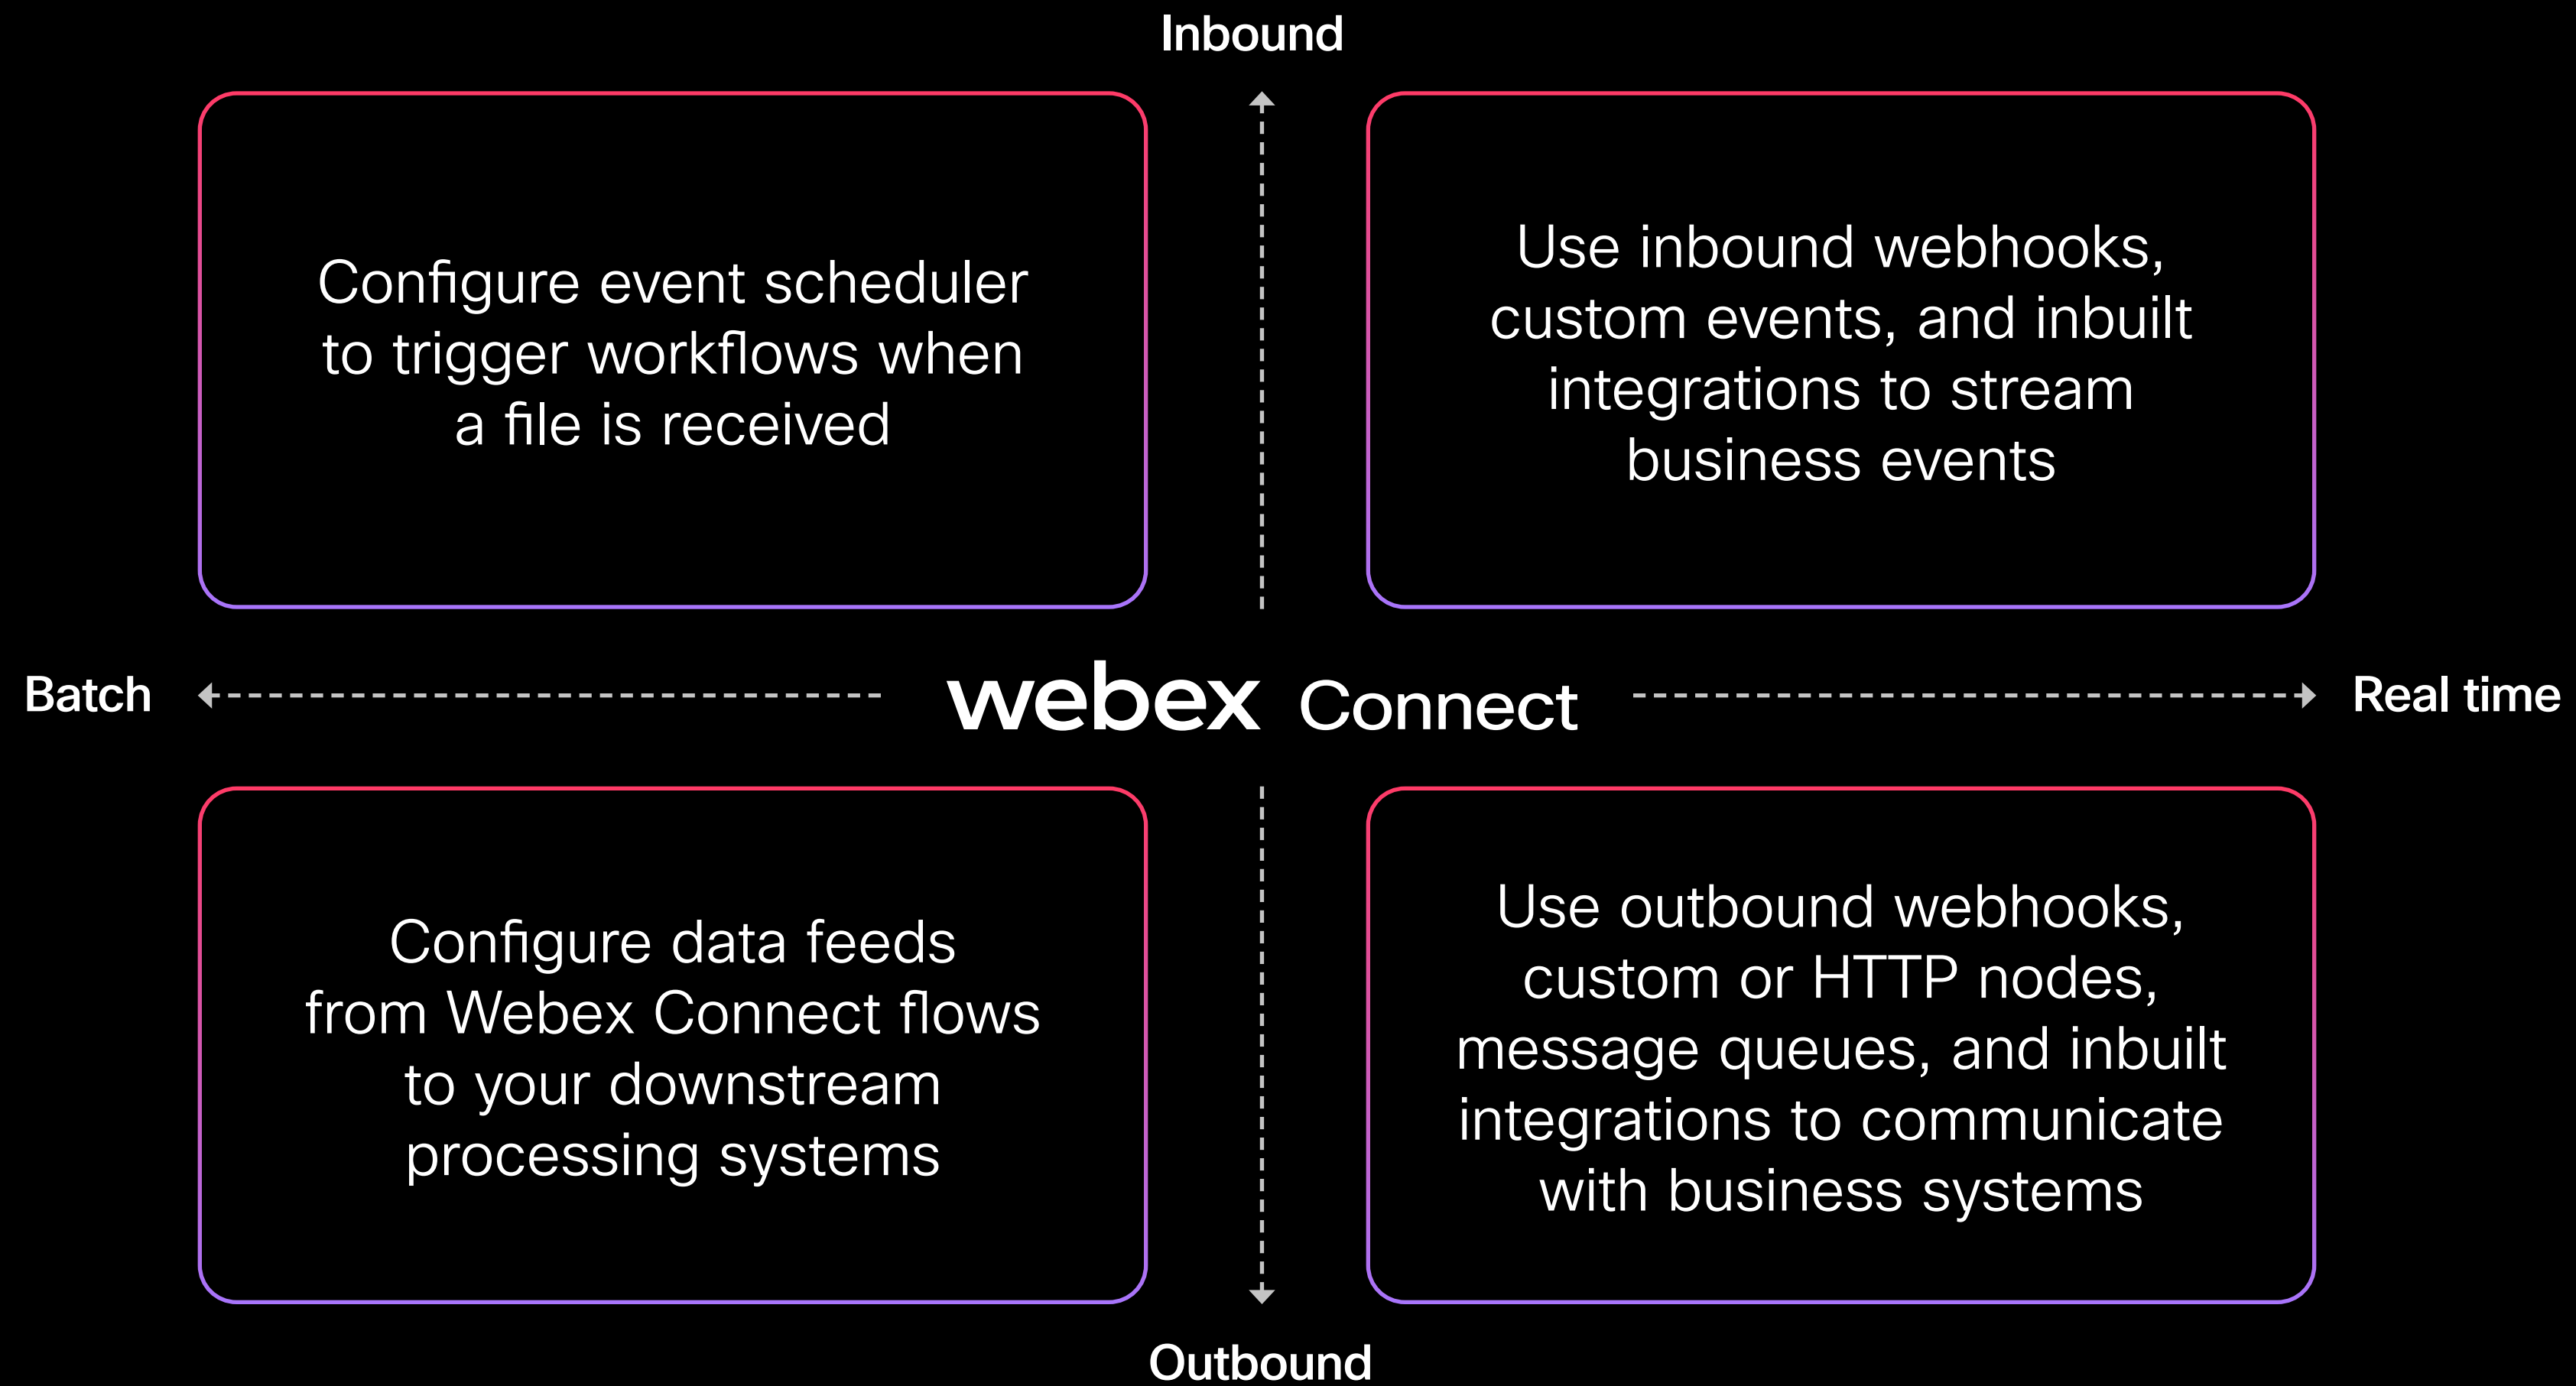 Inbound
Configure event scheduler
to trigger workflows when
a file is received
Use inbound webhooks,
custom events, and inbuilt
integrations to stream
business events
Batch
webex Connect
Real time
Configure data feeds
from Webex Connect flows
to your downstream
processing systems
Use outbound webhooks,
custom or HTTP nodes,
message queues, and inbuilt
integrations to communicate
with business systems
Outbound